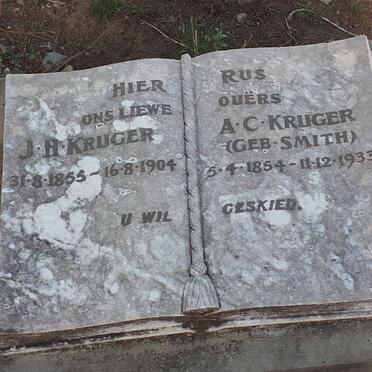 HIER RUS
ONS LIEWE OUËRS
J·H·KRUGER A·C·KRUGER
(GEB·SMITH)
31·8·1855–16·8·1904 5·4·1854–11·12·1933
U WIL GESKIED.